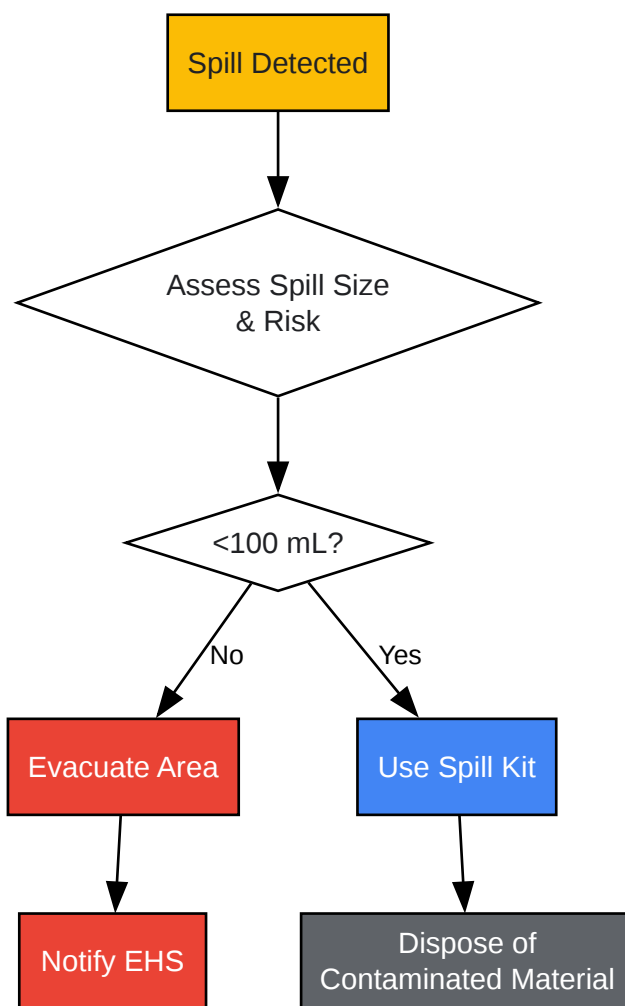 Spill Detected
Assess Spill Size
& Risk
<100 mL?
No
Yes
Evacuate Area
Use Spill Kit
Notify EHS
Dispose of
Contaminated Material